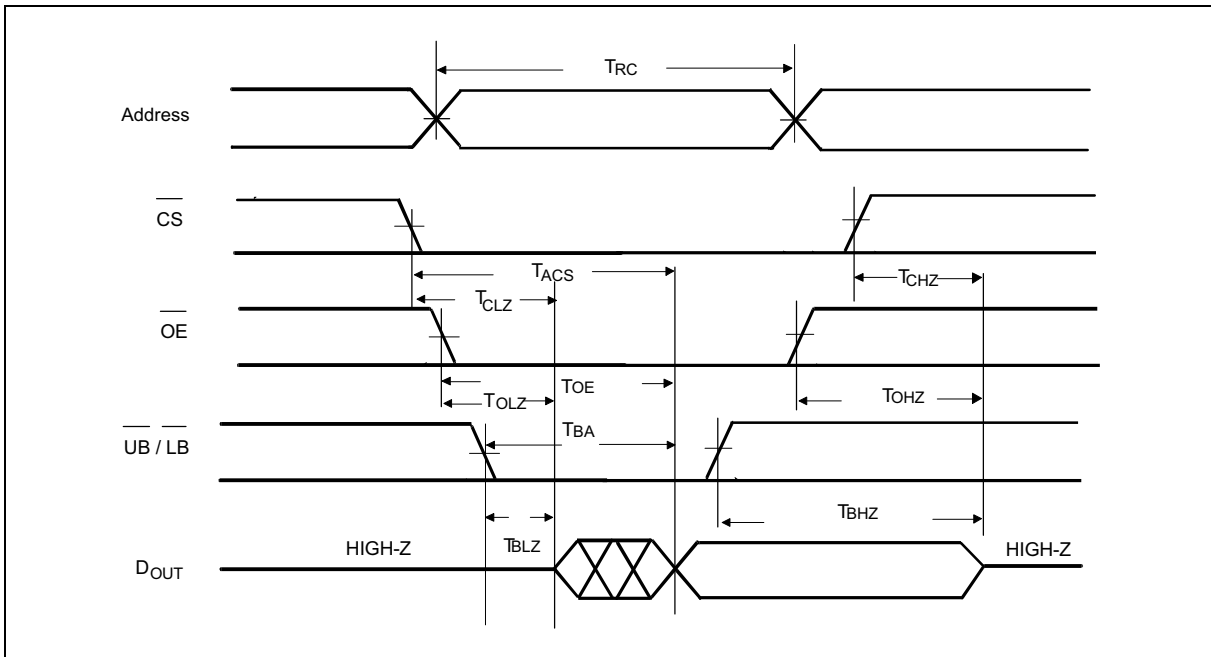 TRC
Address
CS
TACS
TCHZ
TCLZ
OE
TOE
TOLZ
TOHZ
TBA
UB / LB
TBHZ
HIGH-Z
TBLZ
HIGH-Z
DOUT